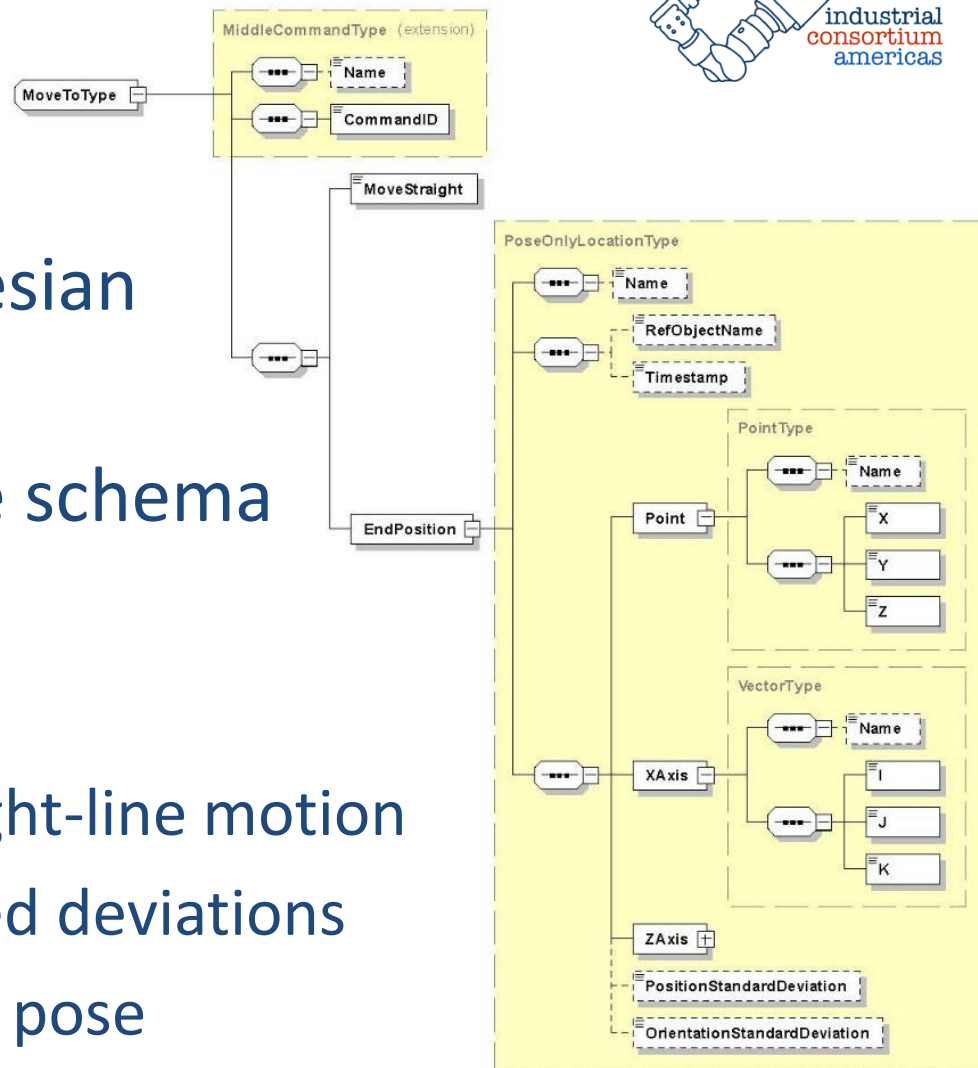 industrial
consortium
americas
MiddleCommandType (extension)
Name
MoveToType
CommandID
MoveStraight
PoseOnlyLocationType
esian
Name
RefObjectName
Timestamp
PointType
Name
e schema
Point
X
EndPosition
Y
Z
VectorType
Name
XAxis
I
ght-line motion
J
K
ed deviations
ZAxis
PositionStandardDeviation
pose
OrientationStandardDeviation